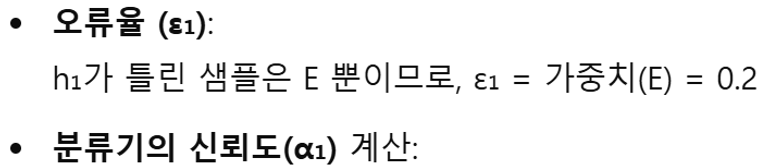 • 오류율 (ε₁):
h₁가 틀린 샘플은 E 뿐이므로, ε₁ = 가중치(E) = 0.2
• 분류기의 신뢰도(α₁) 계산: